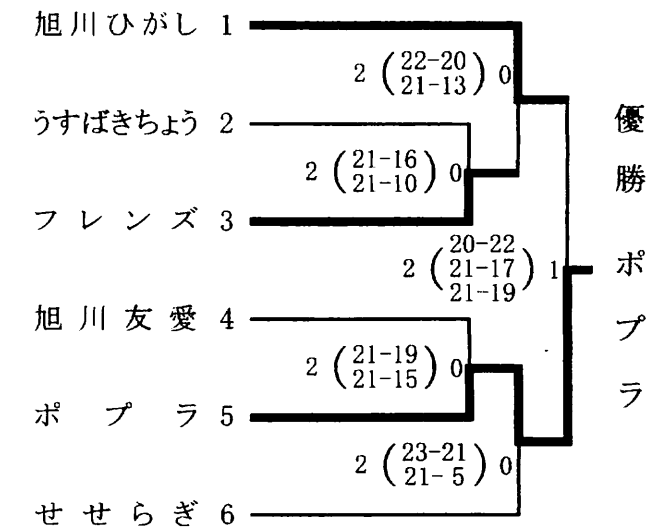 旭川ひがし 1
2 (22-20 21-13) 0
うすばきちょう 2
2 (21-16 21-10) 0
フレンズ 3
2 (20-22 21-17 21-19) 1
旭川友愛 4
2 (21-19 21-15) 0
ポプラ 5
2 (23-21 21-5) 0
せせらぎ 6
優勝 ポプラ